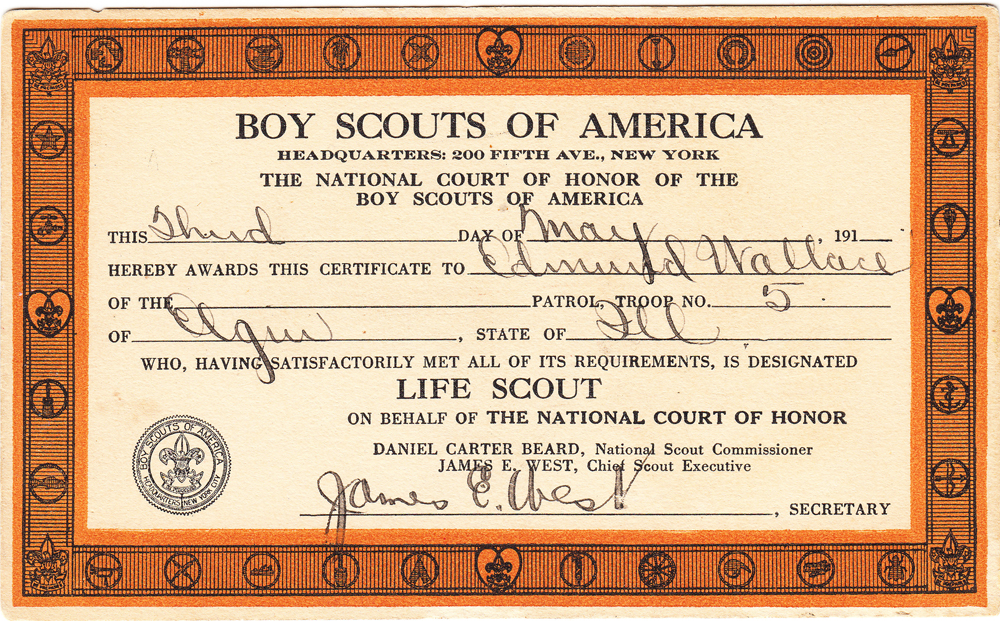 BOY SCOUTS OF AMERICA
HEADQUARTERS: 200 FIFTH AVE., NEW YORK
THE NATIONAL COURT OF HONOR OF THE
BOY SCOUTS OF AMERICA
THIS Third DAY OF May, 191
HEREBY AWARDS THIS CERTIFICATE TO Edmund Wallace
OF THE PATROL, TROOP NO. 5
OF Elgin, STATE OF Ill
WHO, HAVING SATISFACTORILY MET ALL OF ITS REQUIREMENTS, IS DESIGNATED
LIFE SCOUT
ON BEHALF OF THE NATIONAL COURT OF HONOR
DANIEL CARTER BEARD, National Scout Commissioner
JAMES E. WEST, Chief Scout Executive
James E. West, SECRETARY
BOY SCOUTS OF AMERICA
HEADQUARTERS NEW YORK CITY